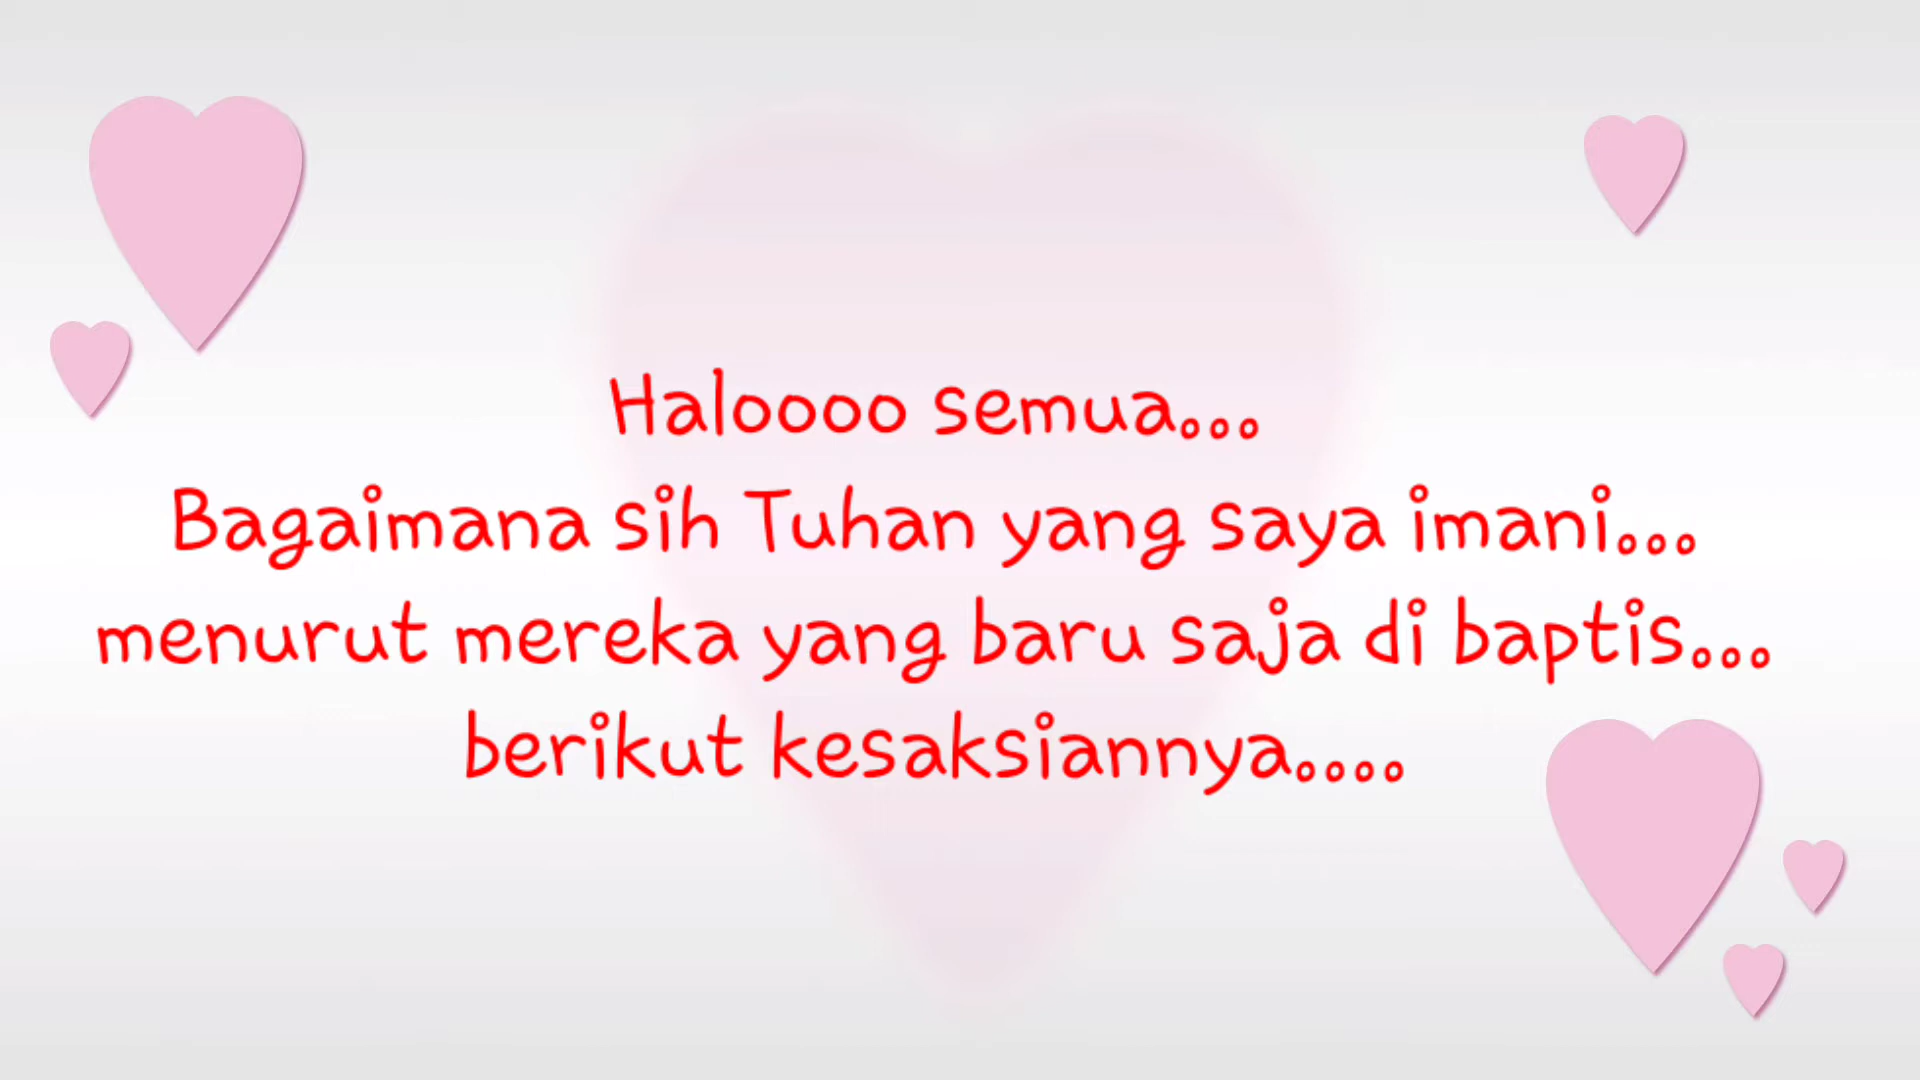 Haloooo semua...
Bagaimana sih Tuhan yang saya imani...
menurut mereka yang baru saja di baptis...
berikut kesaksiannya....